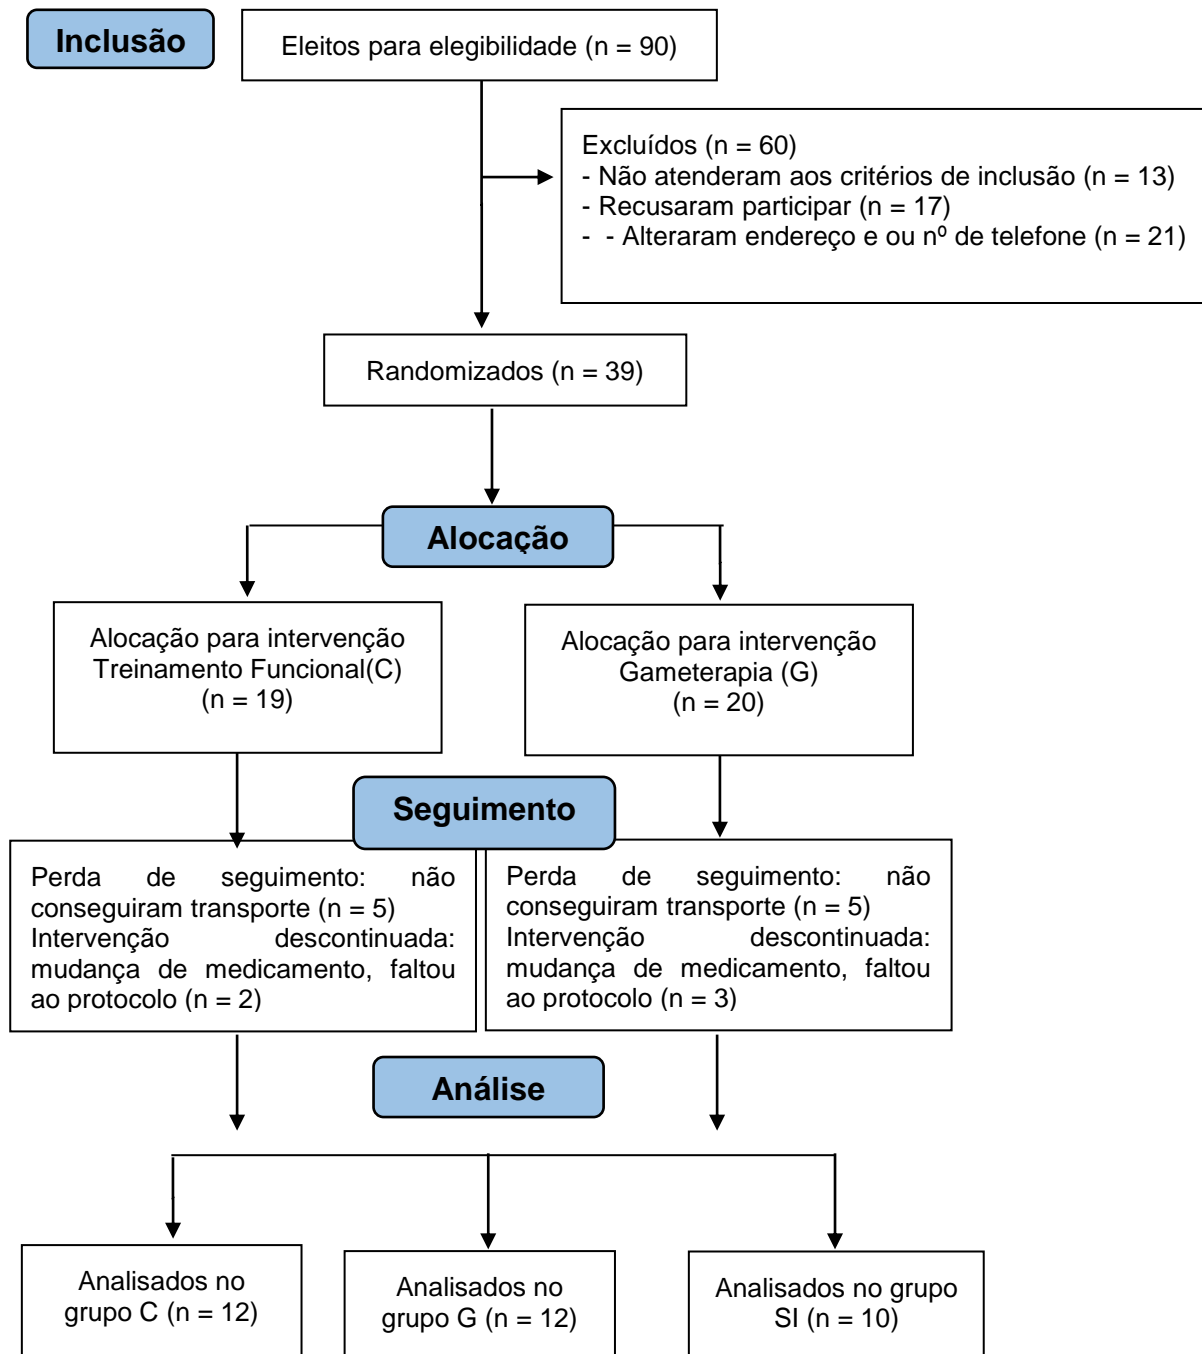 Inclusão
Eleitos para elegibilidade (n = 90)
Excluídos (n = 60)
- Não atenderam aos critérios de inclusão (n = 13)
- Recusaram participar (n = 17)
- - Alteraram endereço e ou nº de telefone (n = 21)
Randomizados (n = 39)
Alocação
Alocação para intervenção
Treinamento Funcional(C)
(n = 19)
Alocação para intervenção
Gameterapia (G)
(n = 20)
Seguimento
Perda de seguimento: não
conseguiram transporte (n = 5)
Intervenção descontinuada:
mudança de medicamento, faltou
ao protocolo (n = 2)
Perda de seguimento: não
conseguiram transporte (n = 5)
Intervenção descontinuada:
mudança de medicamento, faltou
ao protocolo (n = 3)
Análise
Analisados no
grupo C (n = 12)
Analisados no
grupo G (n = 12)
Analisados no grupo
SI (n = 10)